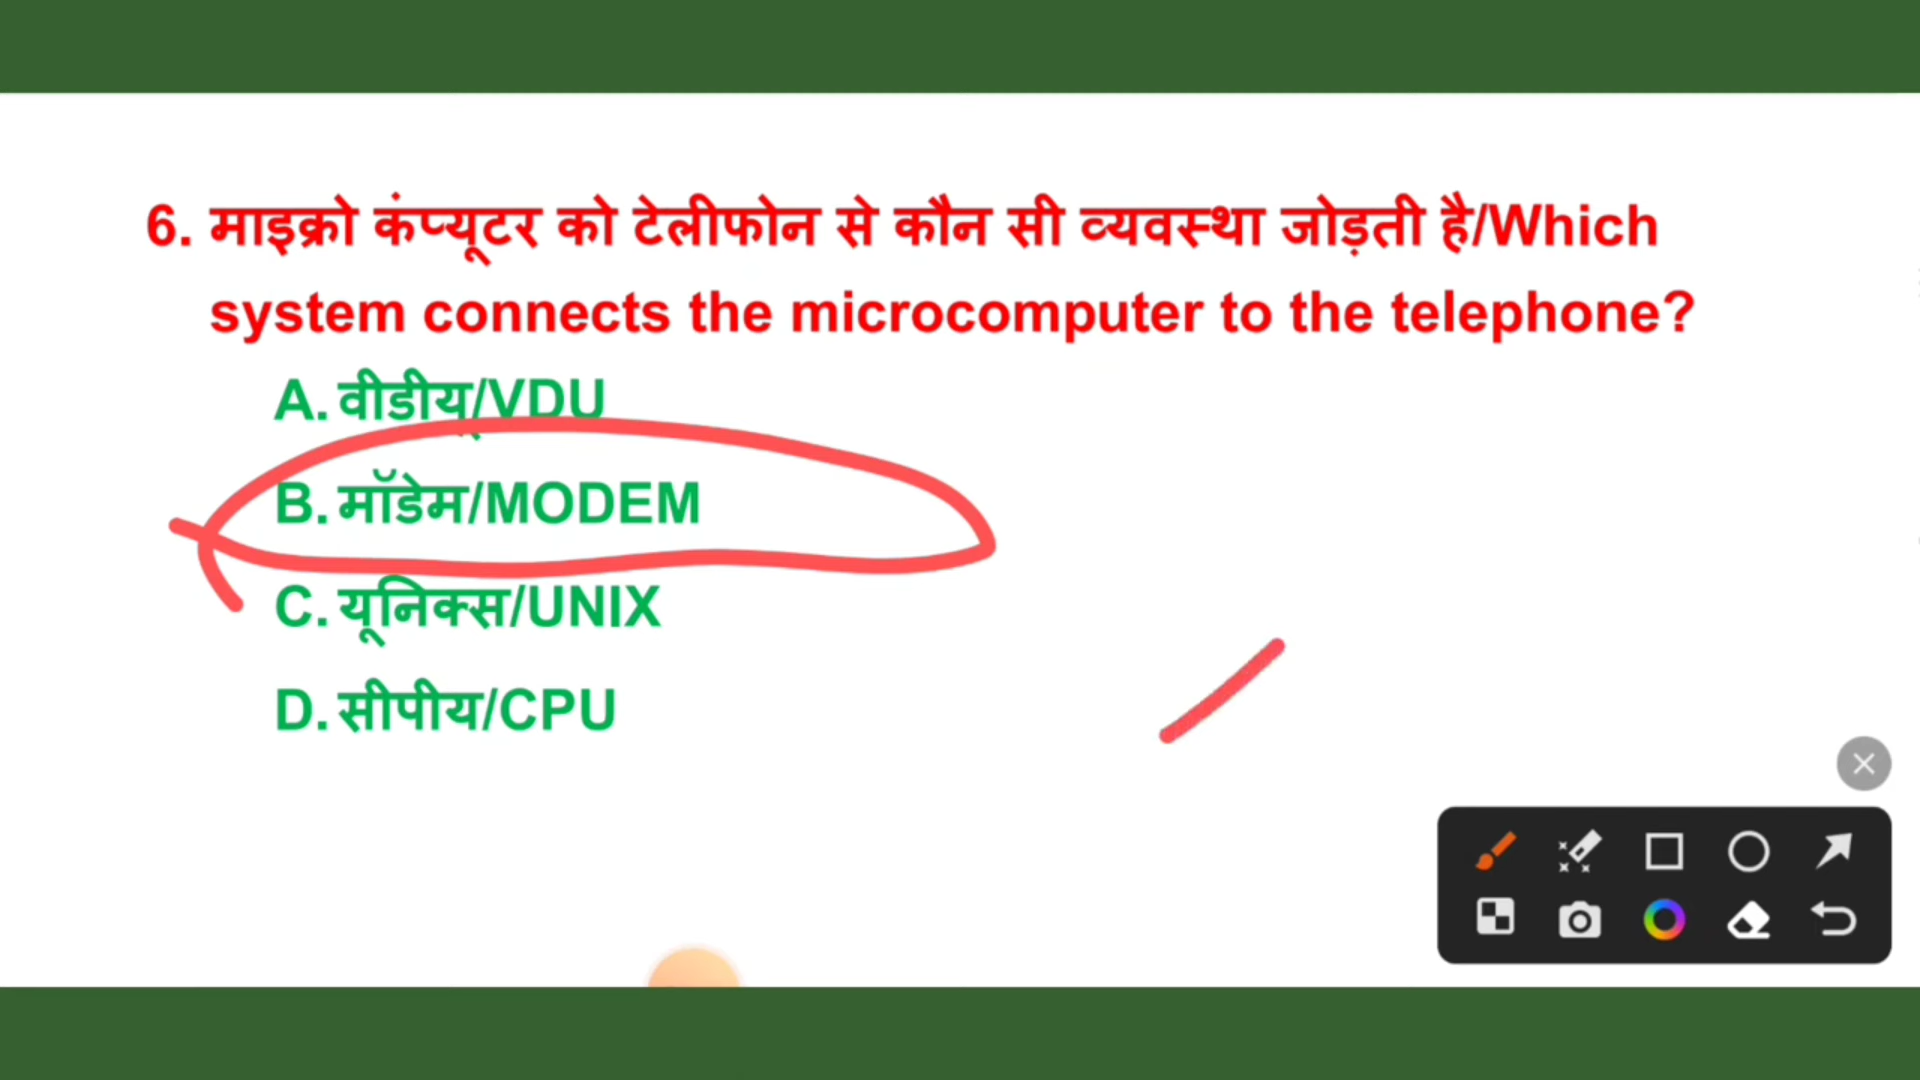 6. माइक्रो कंप्यूटर को टेलीफोन से कौन सी व्यवस्था जोड़ती है/Which
system connects the microcomputer to the telephone?
A. वीडीयू/VDU
B. मॉडेम/MODEM
C. यूनिक्स/UNIX
D. सीपीय/CPU